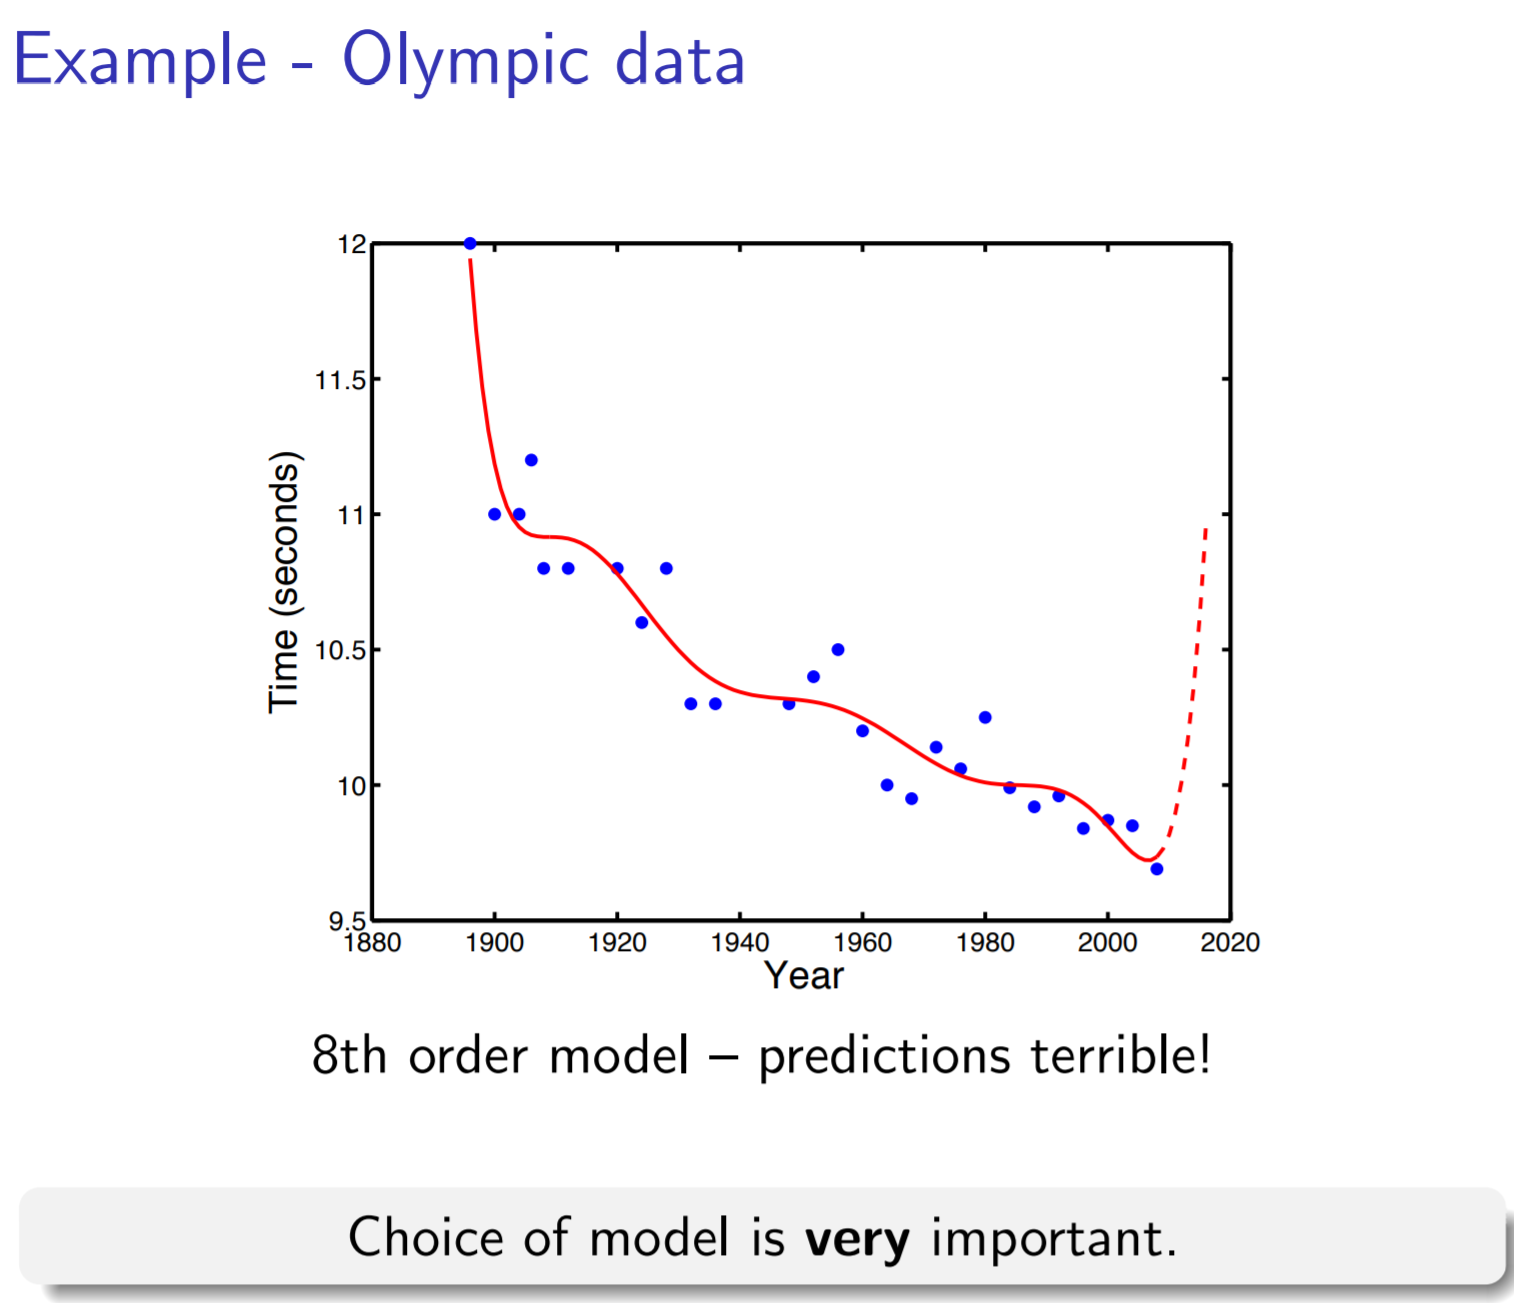 Example - Olympic data
12
11.5
11
10.5
10
9.5
Time (seconds)
1880 1900 1920 1940 1960 1980 2000 2020
Year
8th order model – predictions terrible!
Choice of model is very important.